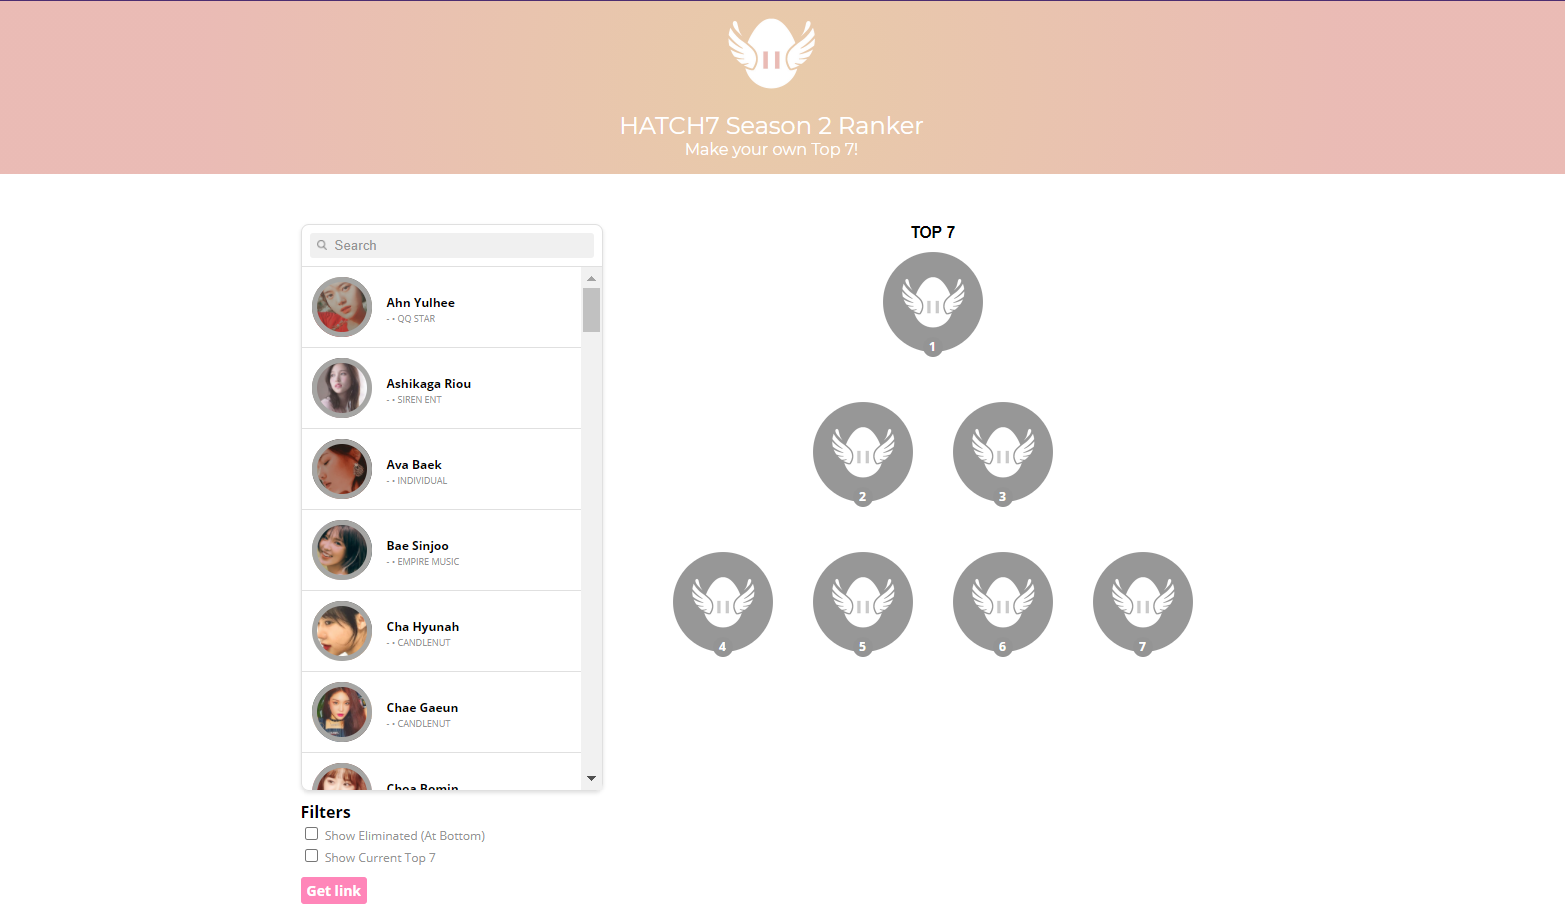 HATCH7 Season 2 Ranker
Make your own Top 7!
Search
Ahn Yulhee
- • QQ STAR
Ashikaga Riou
- • SIREN ENT
Ava Baek
- • INDIVIDUAL
Bae Sinjoo
- • EMPIRE MUSIC
Cha Hyunah
- • CANDLENUT
Chae Gaeun
- • CANDLENUT
Choa Bomin
Filters
Show Eliminated (At Bottom)
Show Current Top 7
Get link
TOP 7
1
2
3
4
5
6
7